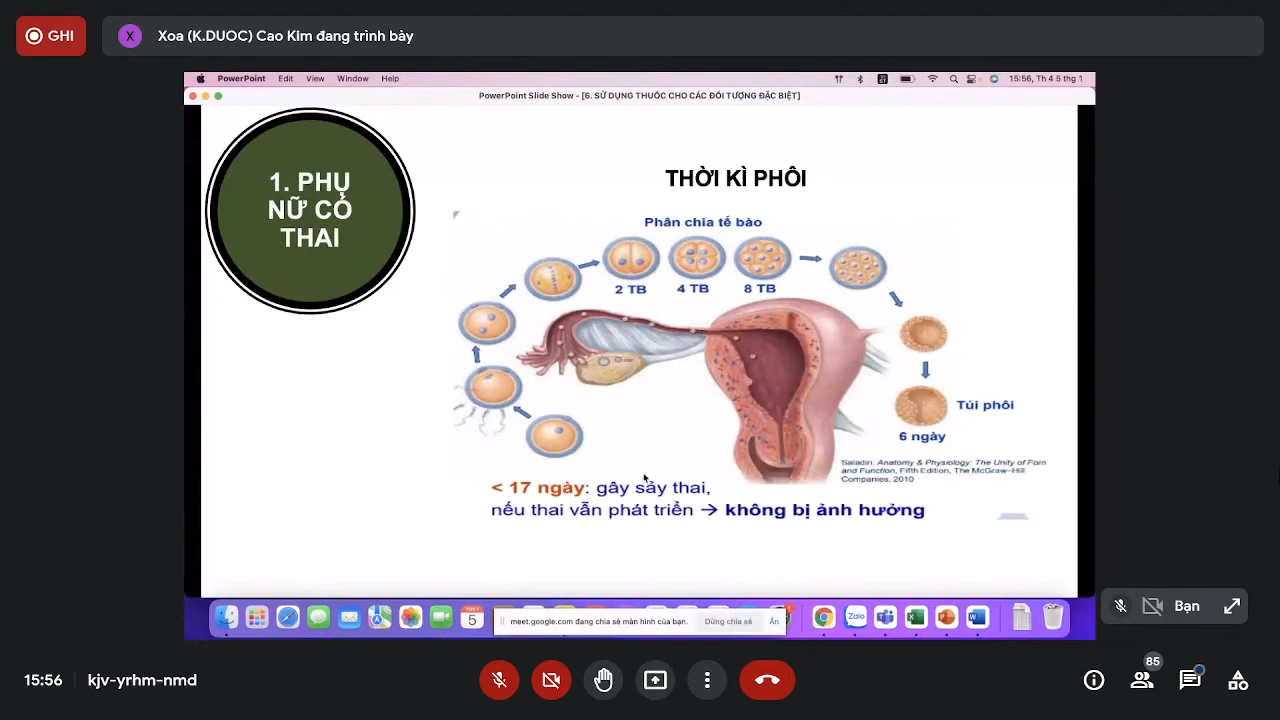 GHI
X
Xoa (K.DUOC) Cao Kim đang trình bày
PowerPoint Edit View Window Help
15:56, Th 4 5 thg 1
PowerPoint Slide Show - [6. SỬ DỤNG THUỐC CHO CÁC ĐỐI TƯỢNG ĐẶC BIỆT]
1. PHỤ
NỮ CÓ
THAI
THỜI KÌ PHÔI
Phân chia tế bào
2 TB 4 TB 8 TB
Túi phôi
6 ngày
Saladin: Anatomy & Physiology: The Unity of Forn
and Function, Fifth Edition, The McGraw-Hill
Companies, 2010
< 17 ngày: gây sảy thai,
nếu thai vẫn phát triển → không bị ảnh hưởng
5
Zalo
meet.google.com đang chia sẻ màn hình của bạn. Dừng chia sẻ Ẩn
Bạn
15:56 kjv-yrhm-nmd
85